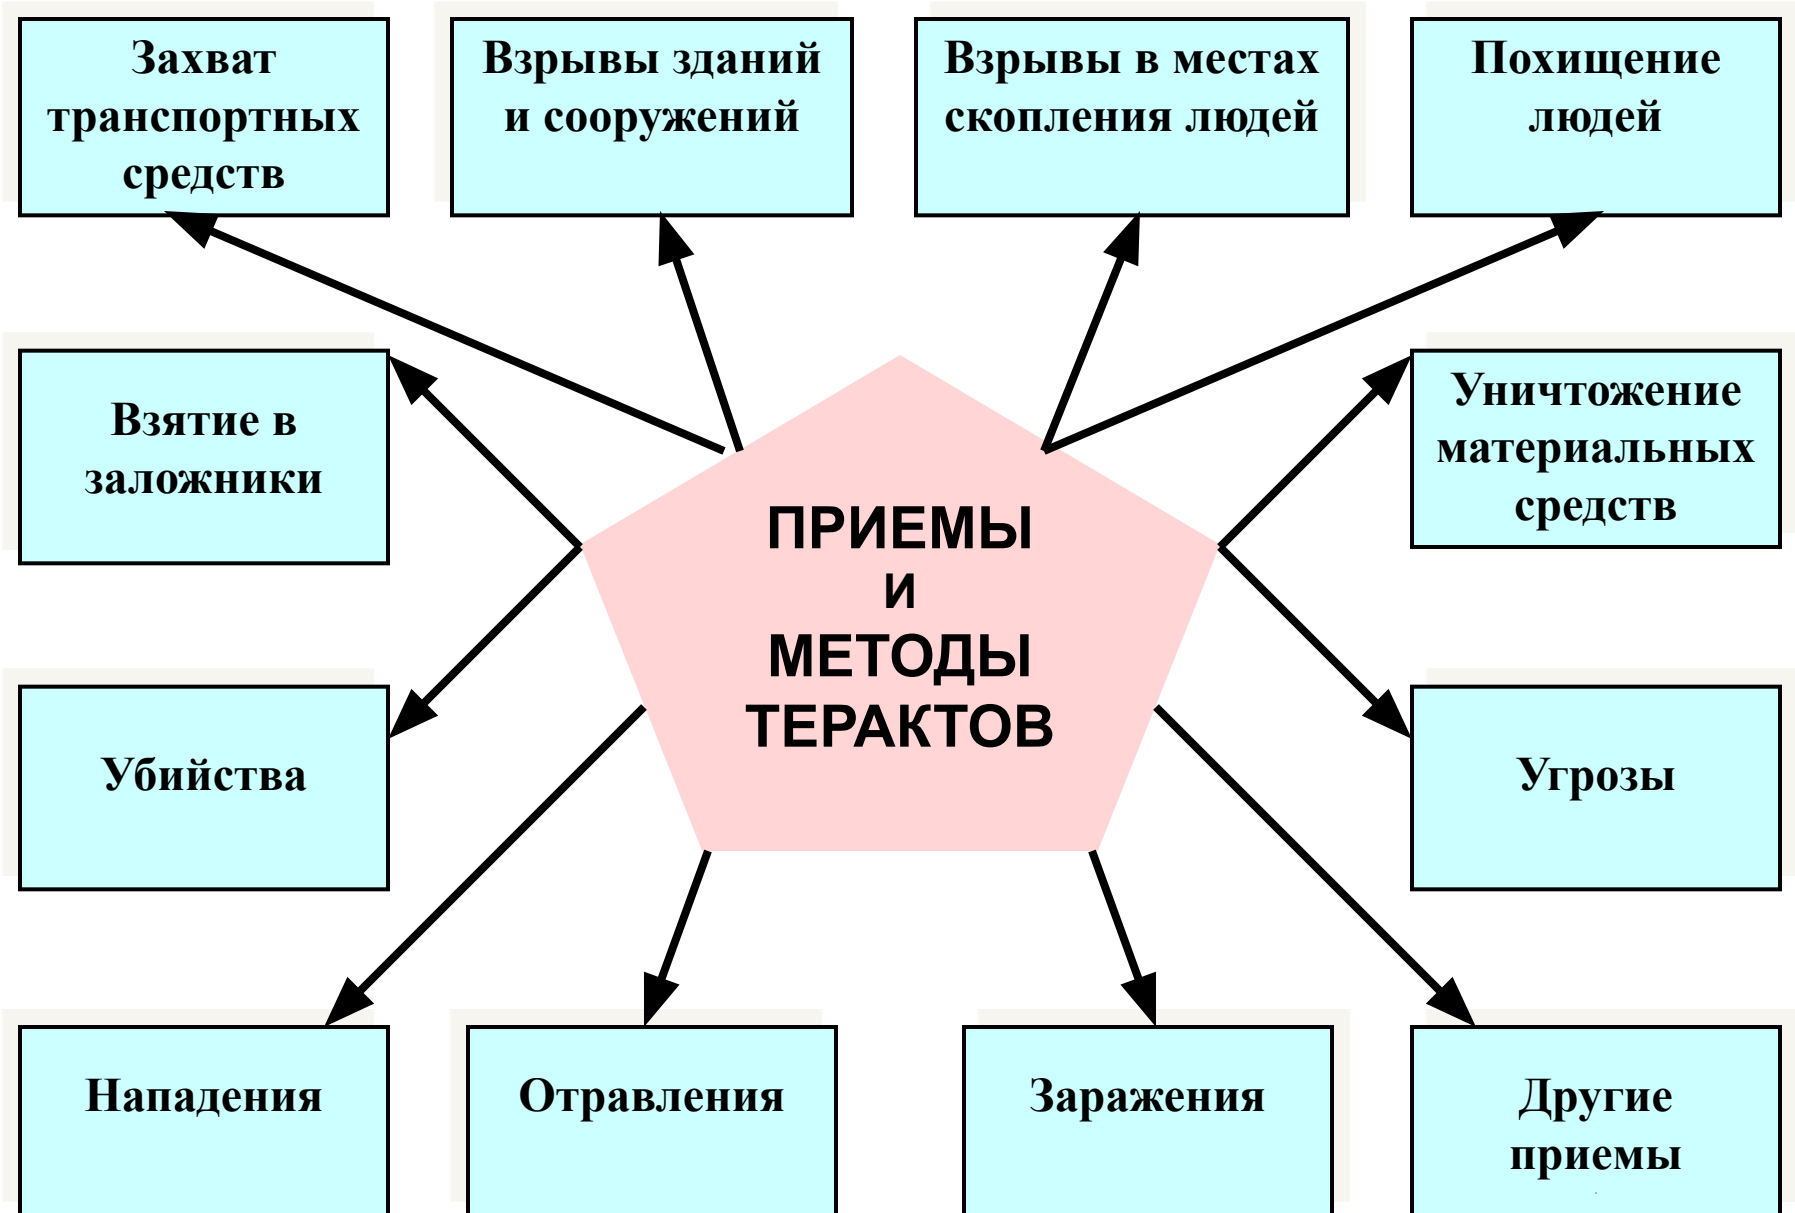 Захват
транспортных
средств
Взрывы зданий
и сооружений
Взрывы в местах
скопления людей
Похищение
людей
Взятие в
заложники
Уничтожение
материальных
средств
ПРИЕМЫ
И
МЕТОДЫ
ТЕРАКТОВ
Убийства
Угрозы
Нападения
Отравления
Заражения
Другие
приемы